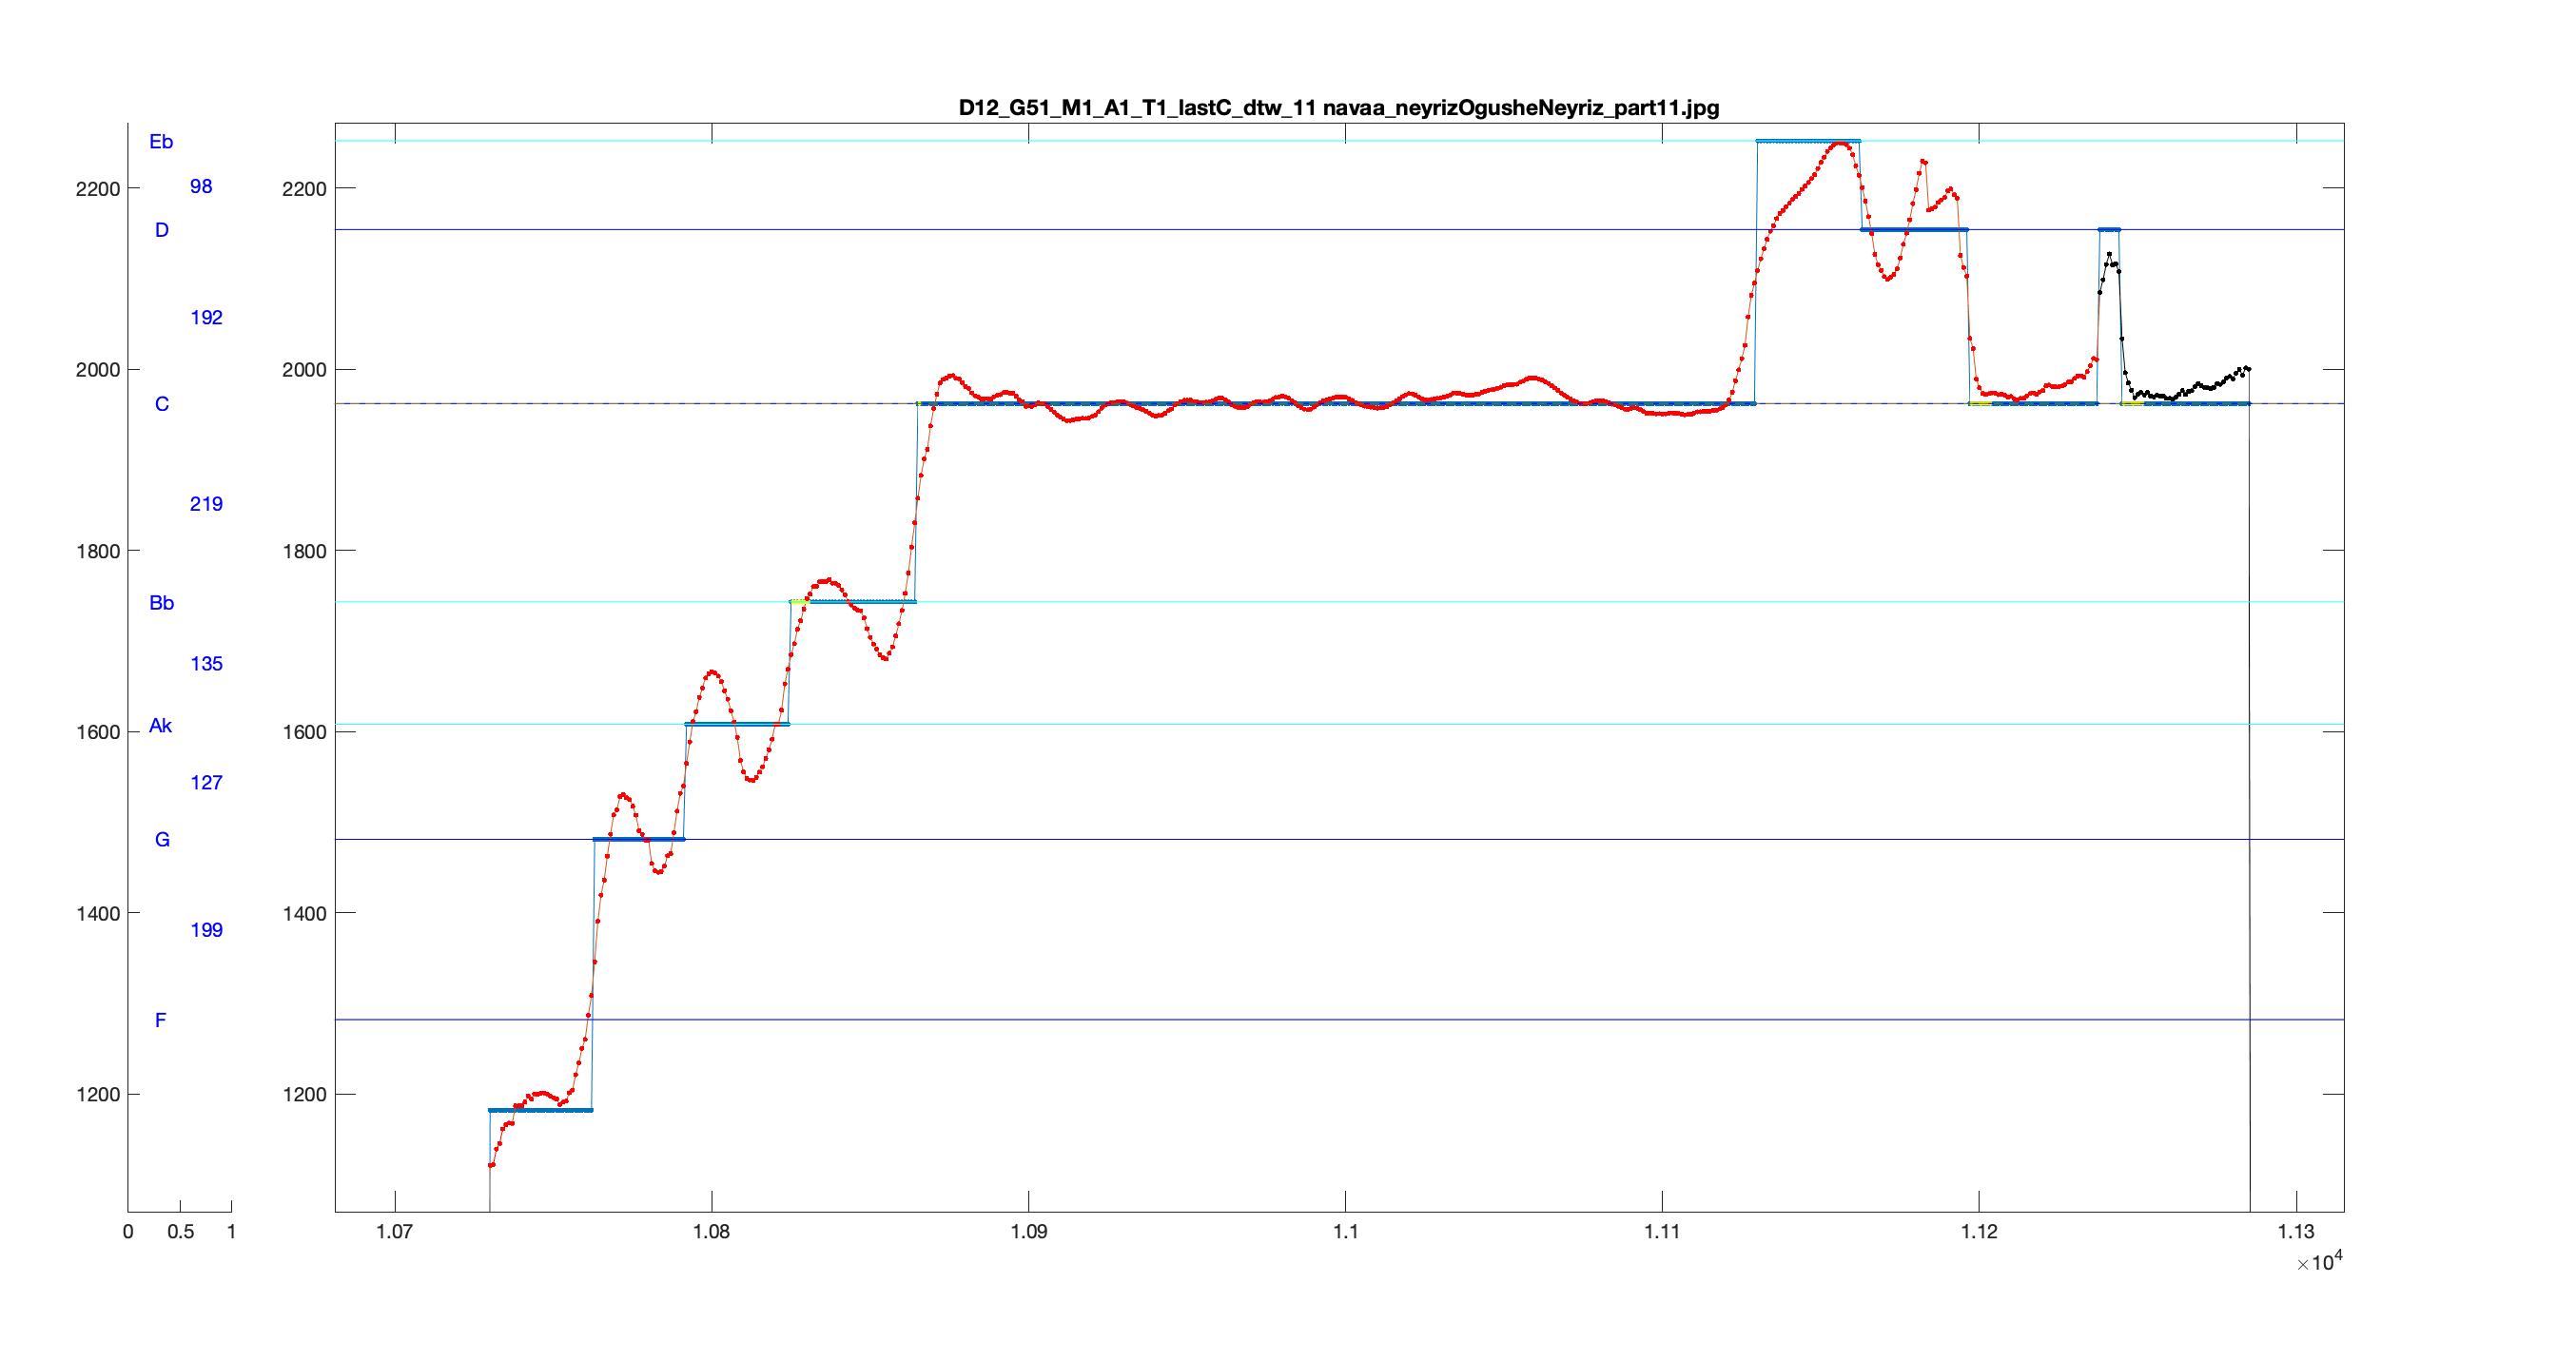 D12_G51_M1_A1_T1_lastC_dtw_11 navaa_neyrizOgusheNeyriz_part11.jpg
Eb
2200 98 2200
D
192
2000 2000
C
219
1800 1800
Bb
135
1600 Ak 1600
127
G
1400 199 1400
F
1200 1200
0 0.5 1 1.07 1.08 1.09 1.1 1.11 1.12 1.13
×10^4